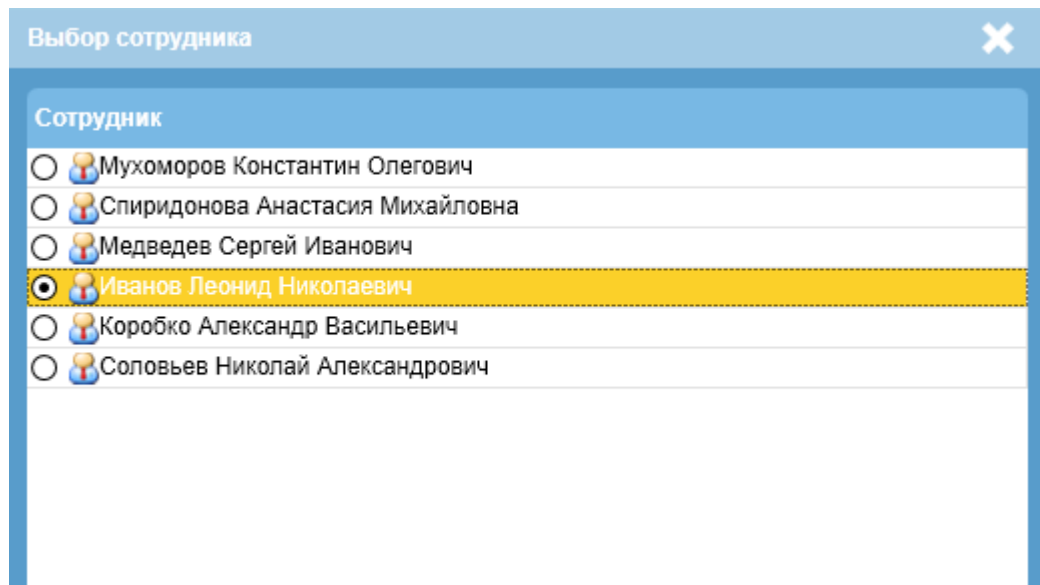 Выбор сотрудника
Сотрудник
Мухоморов Константин Олегович
Спиридонова Анастасия Михайловна
Медведев Сергей Иванович
Иванов Леонид Николаевич
Коробко Александр Васильевич
Соловьев Николай Александрович